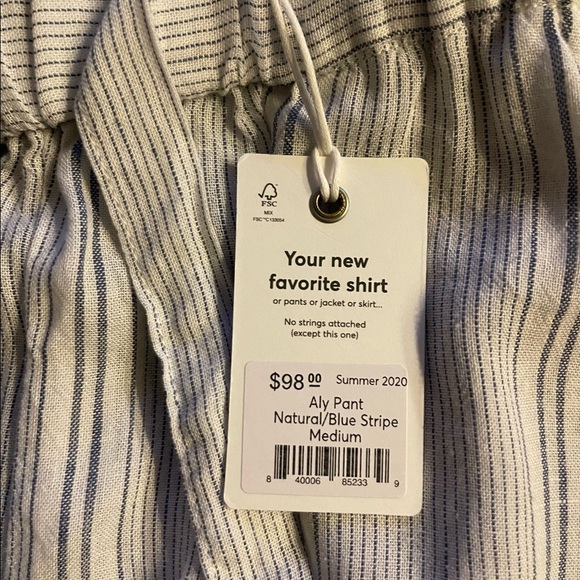 FSC
MIX
FSC™C133054
Your new
favorite shirt
or pants or jacket or skirt...
No strings attached
(except this one)
$98.00 Summer 2020
Aly Pant
Natural/Blue Stripe
Medium
8 40006 85233 9